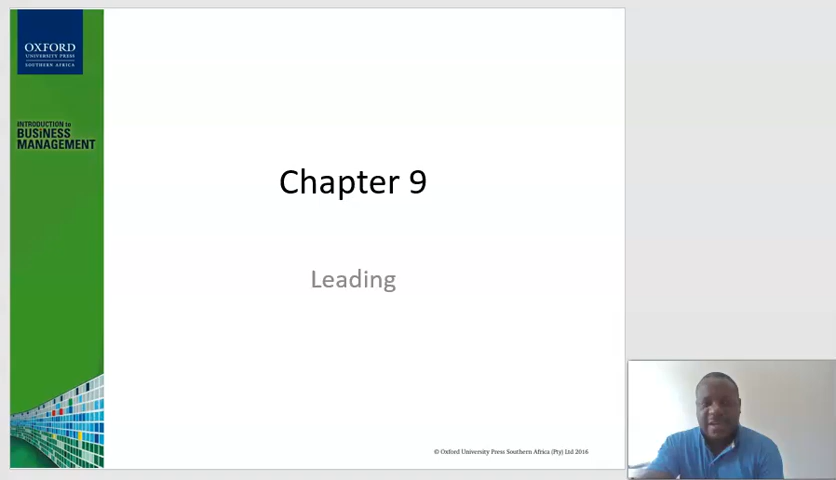 OXFORD
UNIVERSITY PRESS
SOUTHERN AFRICA
INTRODUCTION to
BUSINESS
MANAGEMENT
Chapter 9
Leading
© Oxford University Press Southern Africa (Pty) Ltd 2016